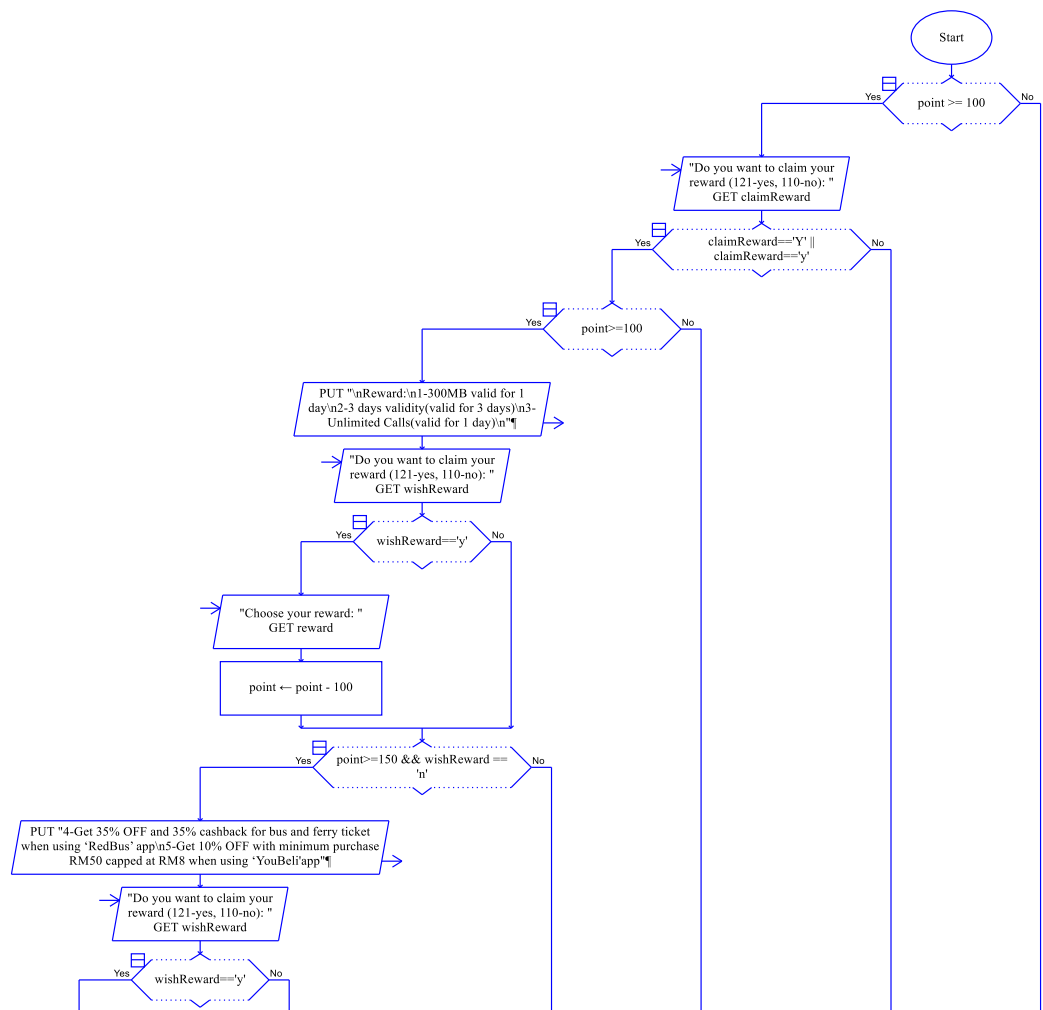 Start
point >= 100
Yes
No
"Do you want to claim your
reward (121-yes, 110-no): "
GET claimReward
claimReward=='Y' ||
claimReward=='y'
Yes
No
point>=100
Yes
No
PUT "\nReward:\n1-300MB valid for 1
day\n2-3 days validity(valid for 3 days)\n3-
Unlimited Calls(valid for 1 day)\n"¶
"Do you want to claim your
reward (121-yes, 110-no): "
GET wishReward
wishReward=='y'
Yes
No
"Choose your reward: "
GET reward
point ← point - 100
point>=150 && wishReward ==
'n'
Yes
No
PUT "4-Get 35% OFF and 35% cashback for bus and ferry ticket
when using ‘RedBus’ app\n5-Get 10% OFF with minimum purchase
RM50 capped at RM8 when using ‘YouBeli'app"¶
"Do you want to claim your
reward (121-yes, 110-no): "
GET wishReward
wishReward=='y'
Yes
No